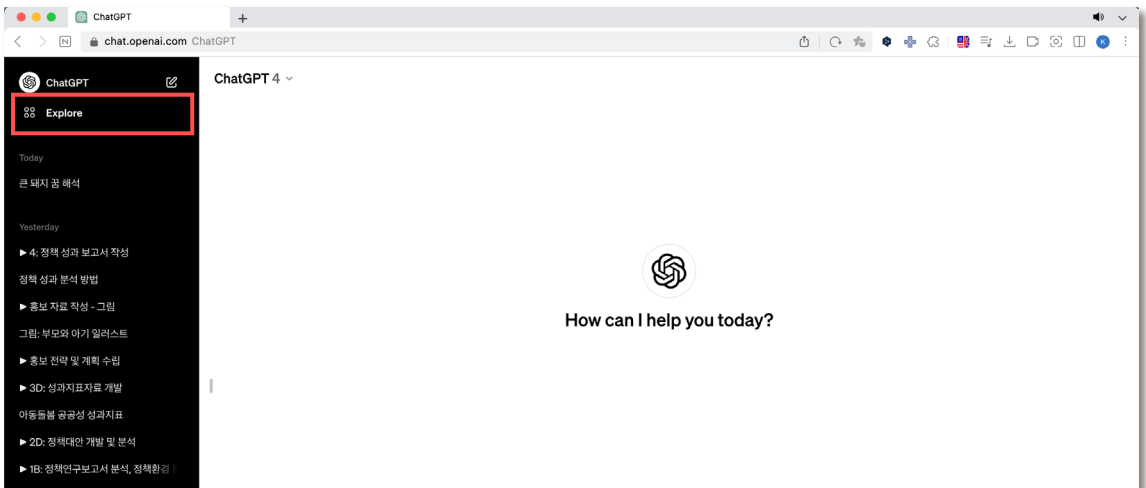 ChatGPT
chat.openai.com ChatGPT
K
ChatGPT
Explore
Today
큰 돼지 꿈 해석
Yesterday
► 4: 정책 성과 보고서 작성
정책 성과 분석 방법
► 홍보 자료 작성 - 그림
그림: 부모와 아기 일러스트
► 홍보 전략 및 계획 수립
► 3D: 성과지표자료 개발
아동돌봄 공공성 성과지표
► 2D: 정책대안 개발 및 분석
► 1B: 정책연구보고서 분석, 정책환경
ChatGPT 4
How can I help you today?